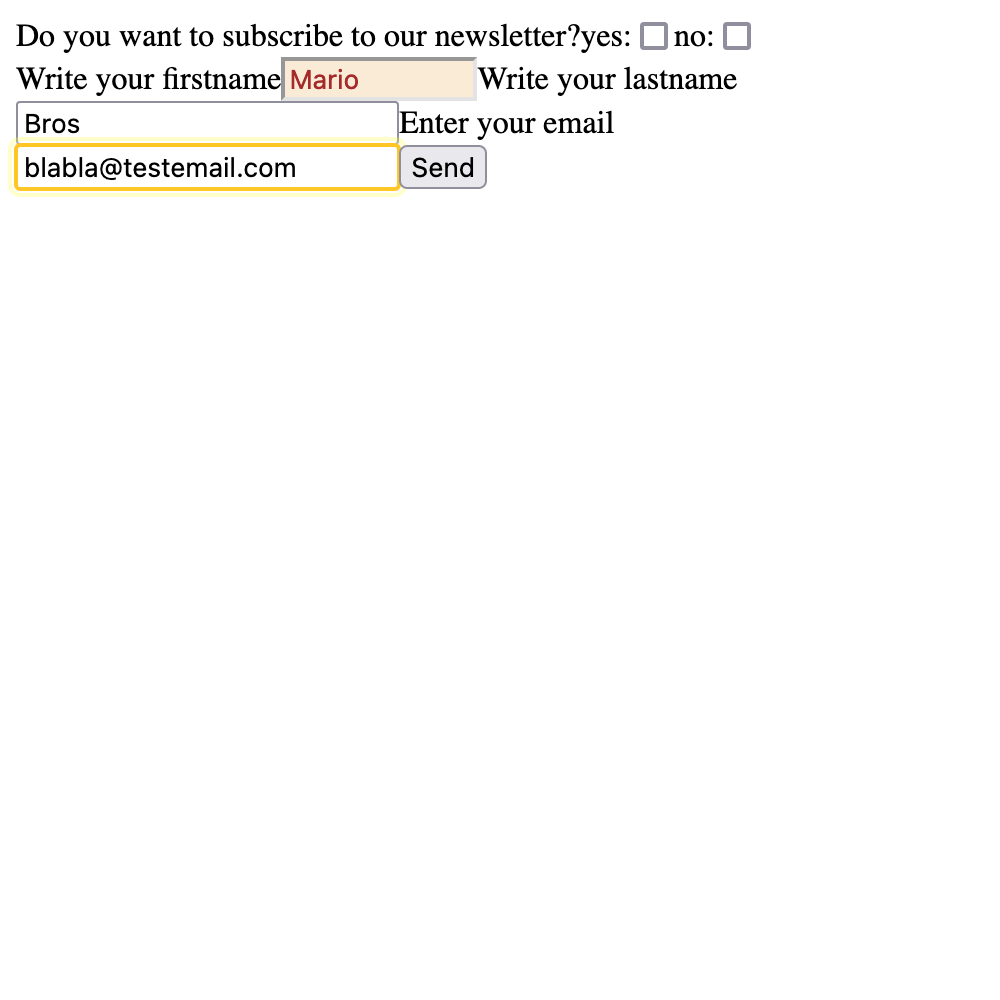 Do you want to subscribe to our newsletter?yes: no:
Write your firstname Mario Write your lastname
Bros Enter your email
blabla@testemail.com Send